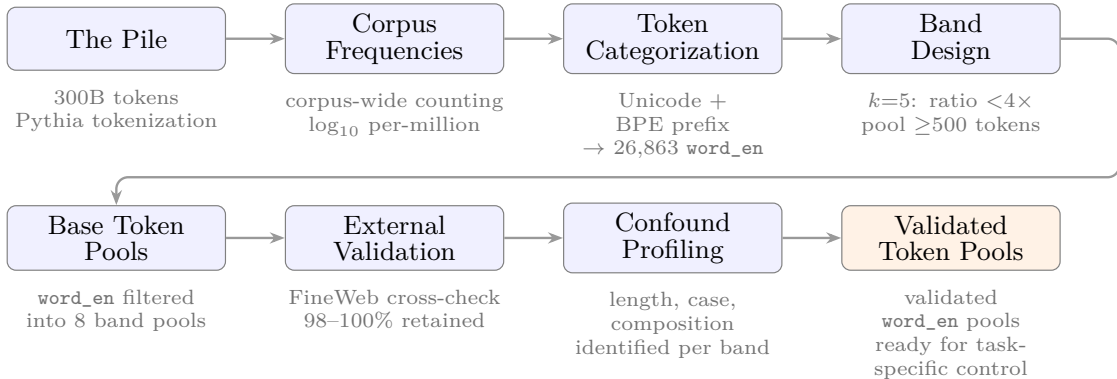 The Pile
300B tokens
Pythia tokenization
Corpus
Frequencies
corpus-wide counting
log₁₀ per-million
Token
Categorization
Unicode +
BPE prefix
→ 26,863 word_en
Band
Design
k=5: ratio <4×
pool ≥500 tokens
Base Token
Pools
word_en filtered
into 8 band pools
External
Validation
FineWeb cross-check
98–100% retained
Confound
Profiling
length, case,
composition
identified per band
Validated
Token Pools
validated
word_en pools
ready for task-
specific control